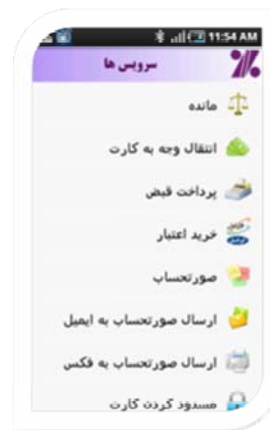 11:54 AM
سرویس ها
مانده
انتقال وجه به کارت
پرداخت قبض
خرید اعتبار
صورتحساب
ارسال صورتحساب به ایمیل
ارسال صورتحساب به فکس
مسدود کردن کارت